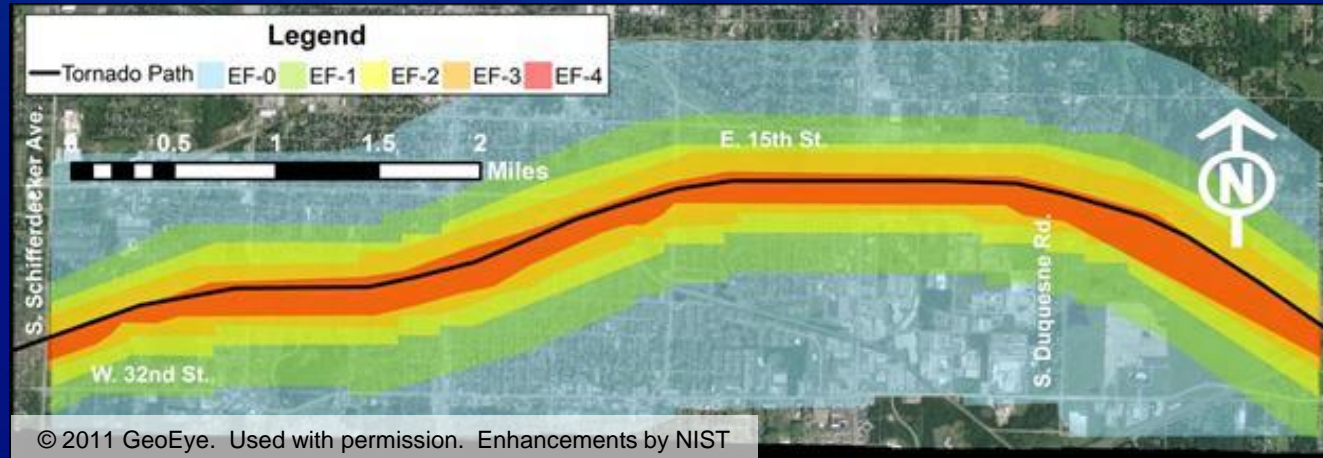 Legend
Tornado Path EF-0 EF-1 EF-2 EF-3 EF-4
S. Schifferdecker Ave.
0 0.5 1 1.5 2
Miles
E. 15th St.
N
S. Duquesne Rd.
W. 32nd St.
© 2011 GeoEye. Used with permission. Enhancements by NIST